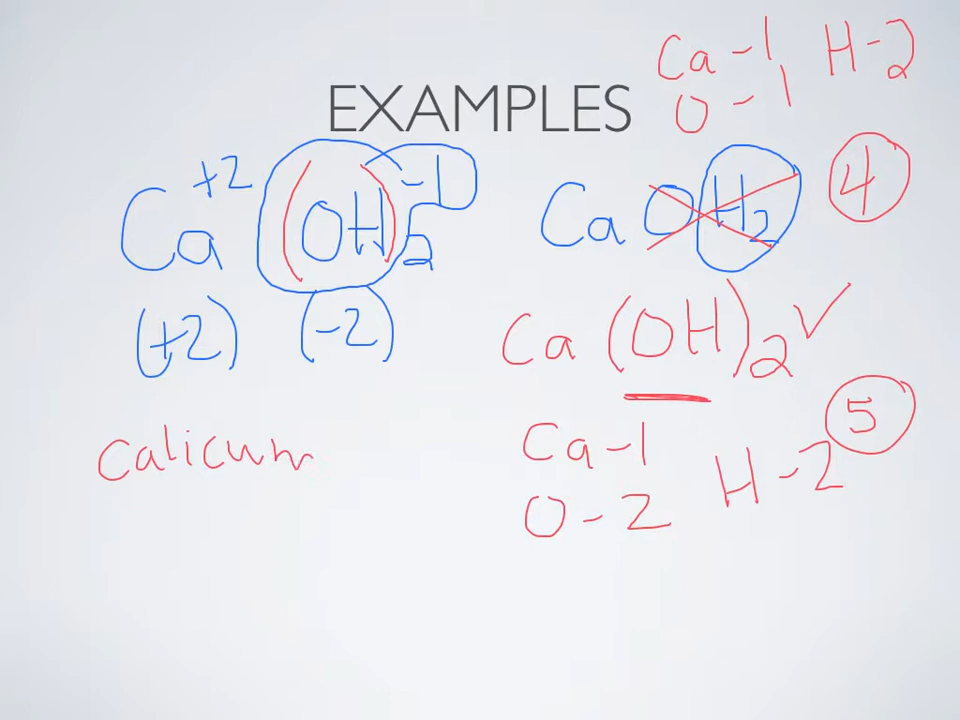 Ca -1 H-2
EXAMPLES
O - 1
Ca +2 (OH)2 -1
CaOH2
4
(+2) (-2)
Ca(OH)2 ✓
5
Calicum
Ca-1
H-2
O-2